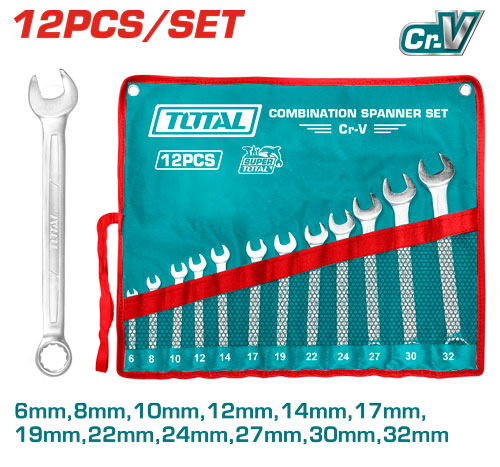 12PCS/SET
Cr.V
TOTAL
COMBINATION SPANNER SET
Cr-V
12PCS
SUPER
TOTAL
TOTAL
6 8 10 12 14 17 19 22 24 27 30 32
6mm,8mm,10mm,12mm,14mm,17mm,
19mm,22mm,24mm,27mm,30mm,32mm